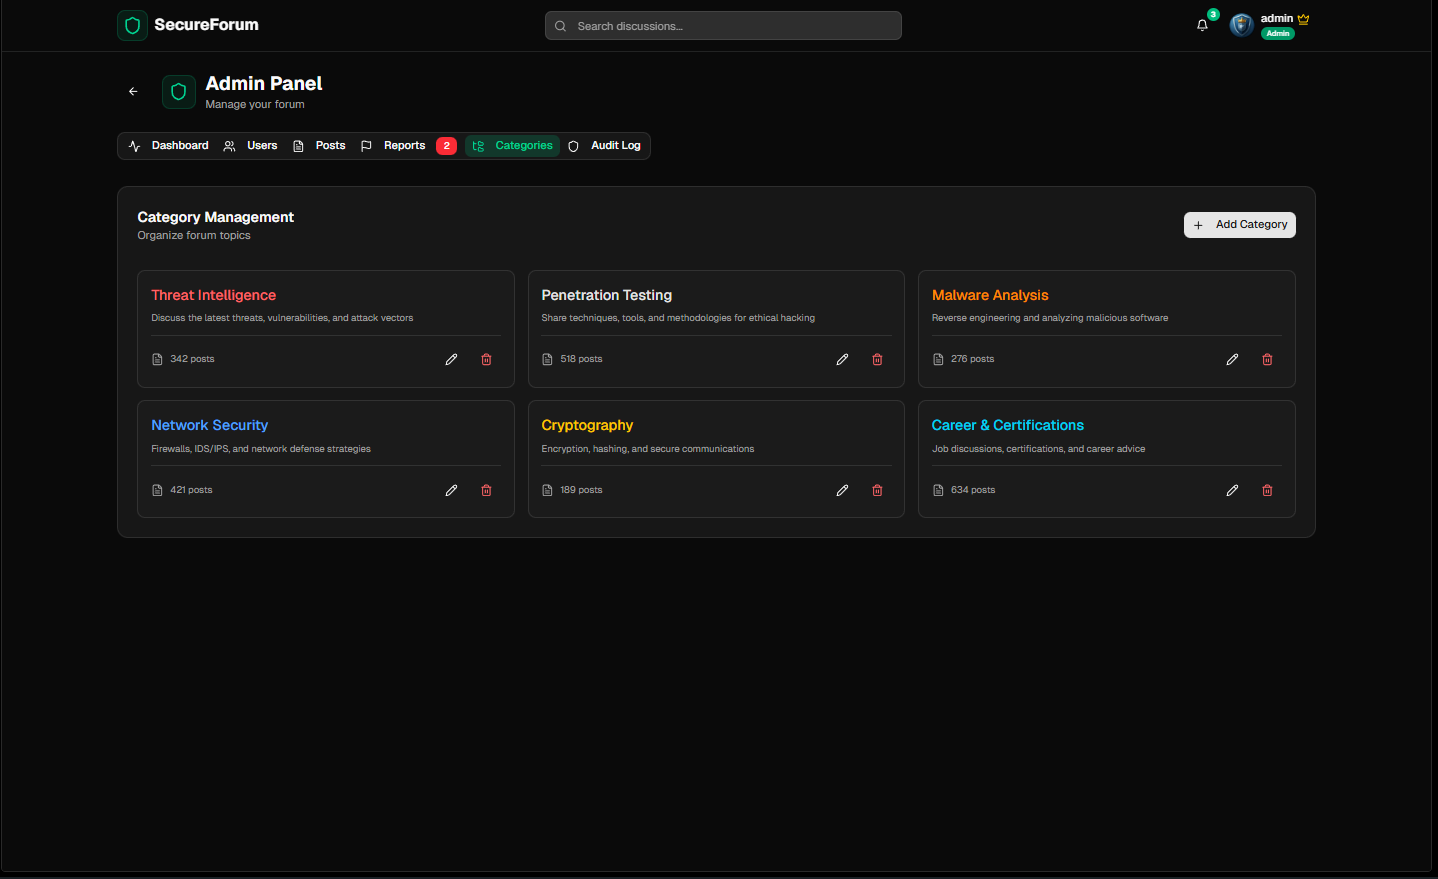 SecureForum
Search discussions...
3
admin
Admin
Admin Panel
Manage your forum
Dashboard Users Posts Reports 2 Categories Audit Log
Category Management
Organize forum topics
Add Category
Threat Intelligence
Discuss the latest threats, vulnerabilities, and attack vectors
342 posts
Penetration Testing
Share techniques, tools, and methodologies for ethical hacking
518 posts
Malware Analysis
Reverse engineering and analyzing malicious software
276 posts
Network Security
Firewalls, IDS/IPS, and network defense strategies
421 posts
Cryptography
Encryption, hashing, and secure communications
189 posts
Career & Certifications
Job discussions, certifications, and career advice
634 posts